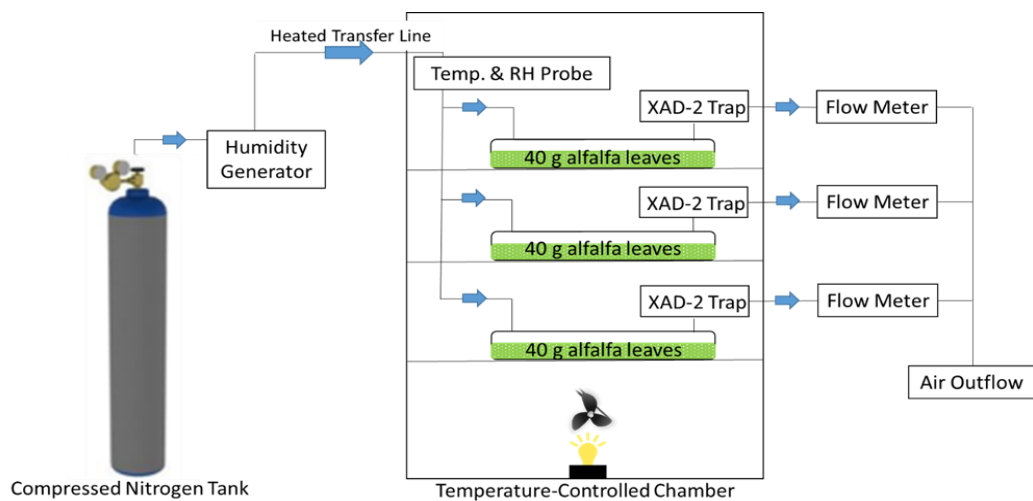 Heated Transfer Line
Temp. & RH Probe
XAD-2 Trap
Flow Meter
Humidity
Generator
40 g alfalfa leaves
XAD-2 Trap
Flow Meter
40 g alfalfa leaves
XAD-2 Trap
Flow Meter
40 g alfalfa leaves
Air Outflow
Compressed Nitrogen Tank
Temperature-Controlled Chamber